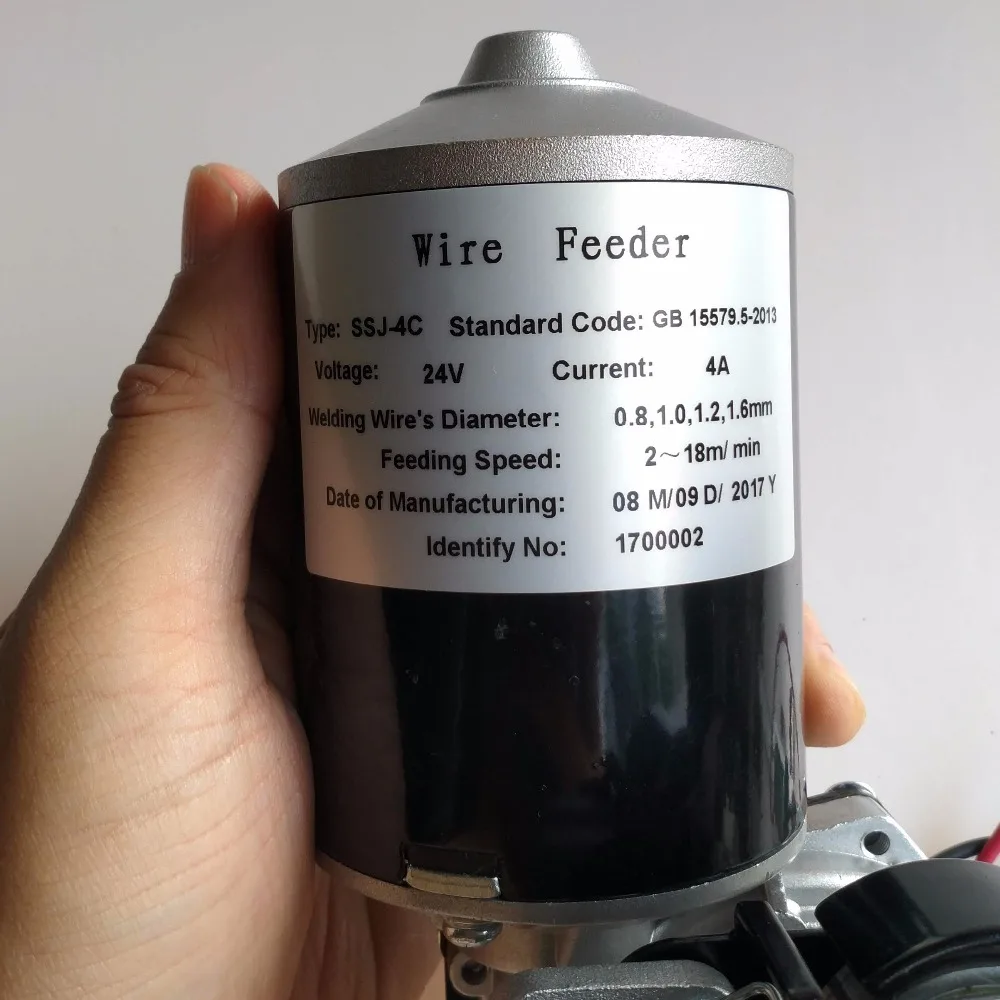 Wire Feeder
Type: SSJ-4C Standard Code: GB 15579.5-2013
Voltage: 24V Current: 4A
Welding Wire's Diameter: 0.8,1.0,1.2,1.6mm
Feeding Speed: 2~18m/ min
Date of Manufacturing: 08 M/09 D/ 2017 Y
Identify No: 1700002